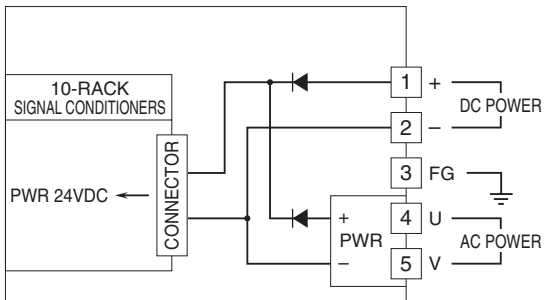 10-RACK
SIGNAL CONDITIONERS
PWR 24VDC
CONNECTOR
1 +
2 –
DC POWER
3 FG
+
PWR
–
4 U
5 V
AC POWER